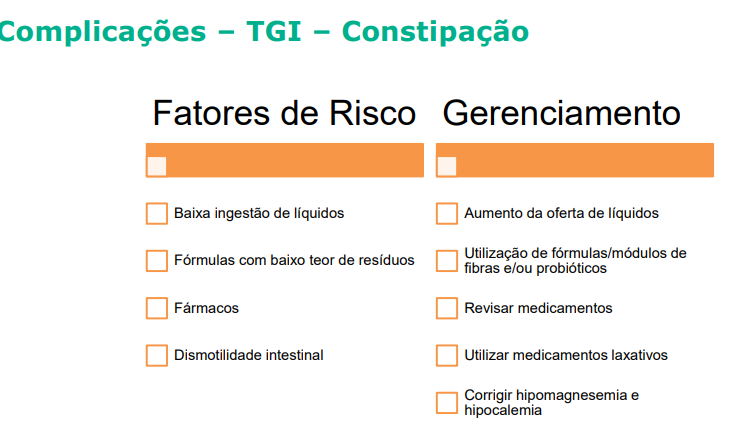 Complicações – TGI – Constipação
Fatores de Risco
Baixa ingestão de líquidos
Fórmulas com baixo teor de resíduos
Fármacos
Dismotilidade intestinal
Gerenciamento
Aumento da oferta de líquidos
Utilização de fórmulas/módulos de
fibras e/ou probióticos
Revisar medicamentos
Utilizar medicamentos laxativos
Corrigir hipomagnesemia e
hipocalemia